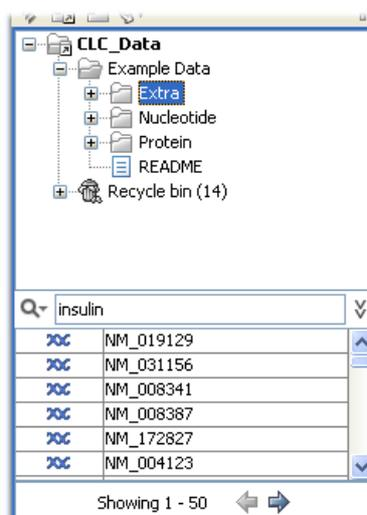 CLC_Data
Example Data
Extra
Nucleotide
Protein
README
Recycle bin (14)
insulin
NM_019129
NM_031156
NM_008341
NM_008387
NM_172827
NM_004123
Showing 1 - 50